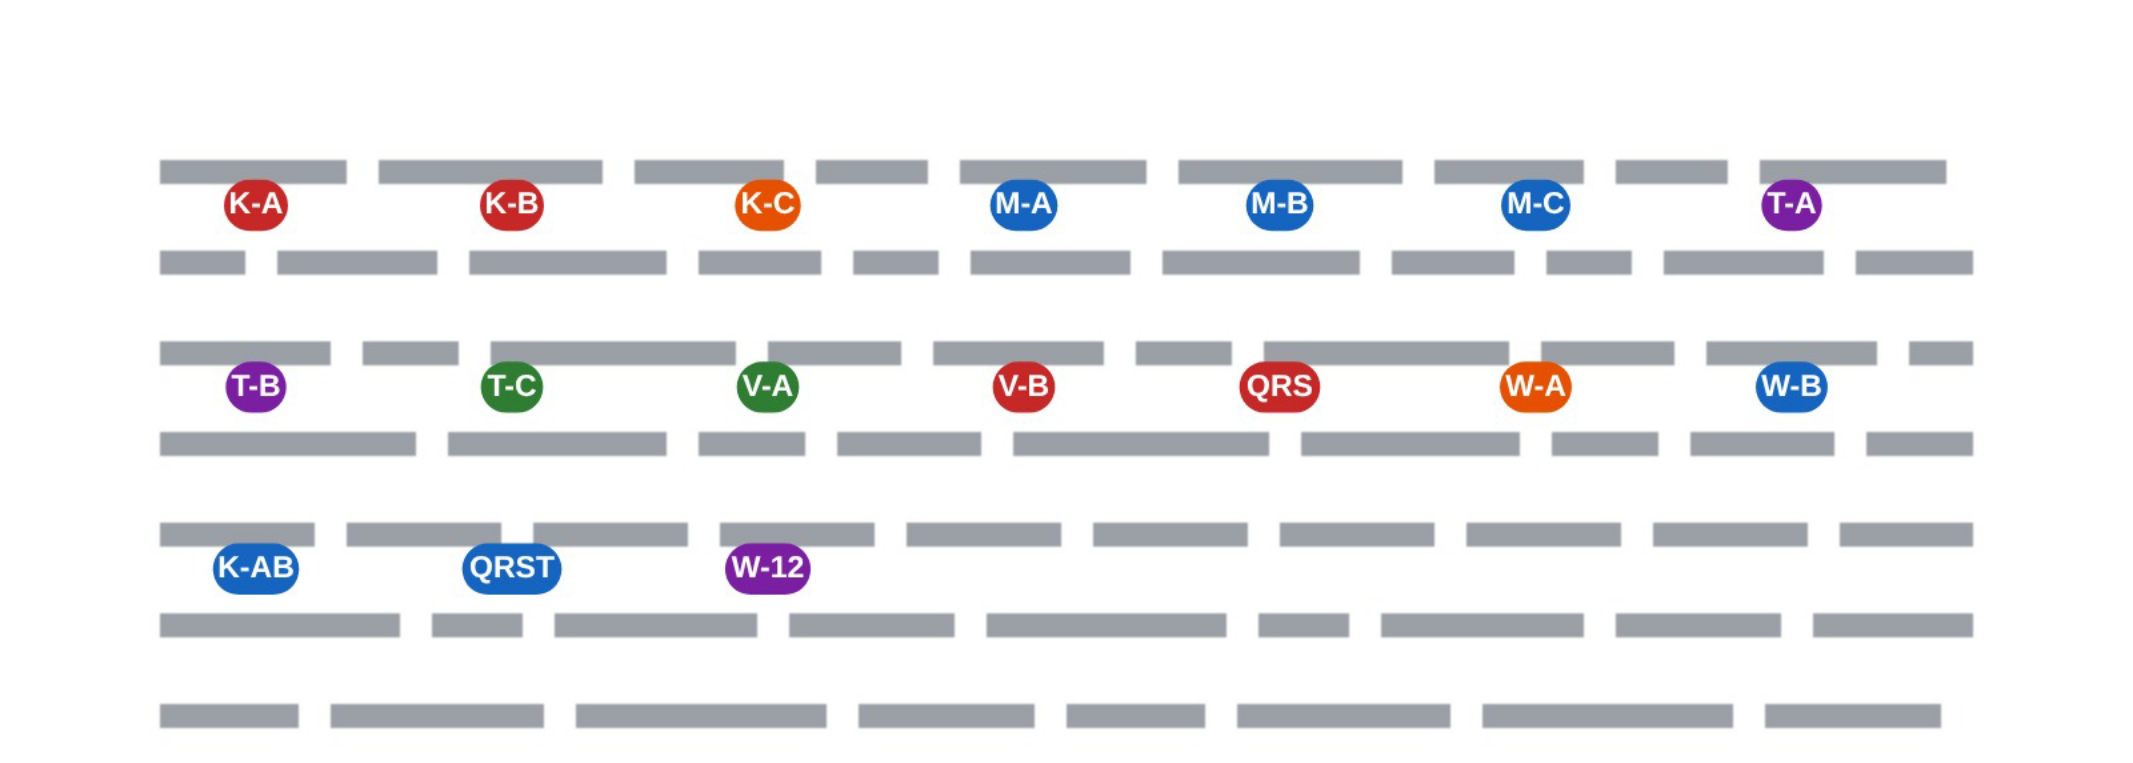 K-A K-B K-C M-A M-B M-C T-A
T-B T-C V-A V-B QRS W-A W-B
K-AB QRST W-12